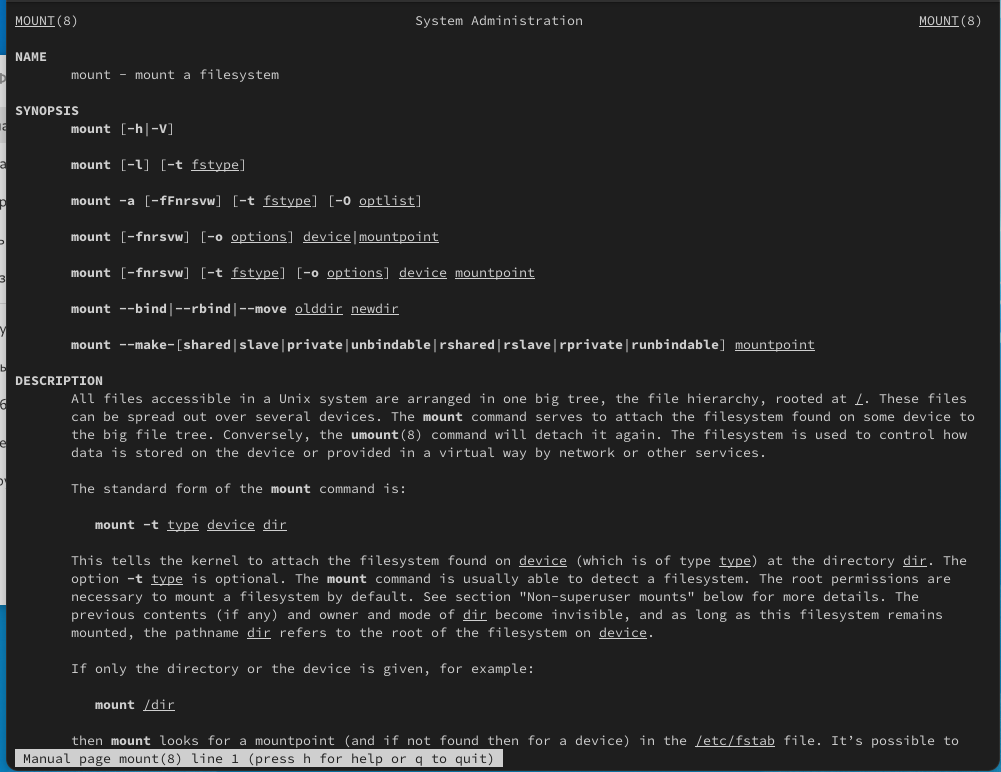 MOUNT(8) System Administration MOUNT(8)
NAME
mount - mount a filesystem
SYNOPSIS
mount [-h|-V]
mount [-l] [-t fstype]
mount -a [-fFnrsvw] [-t fstype] [-O optlist]
mount [-fnrsvw] [-o options] device|mountpoint
mount [-fnrsvw] [-t fstype] [-o options] device mountpoint
mount --bind|--rbind|--move olddir newdir
mount --make-[shared|slave|private|unbindable|rshared|rslave|rprivate|runbindable] mountpoint
DESCRIPTION
All files accessible in a Unix system are arranged in one big tree, the file hierarchy, rooted at /. These files
can be spread out over several devices. The mount command serves to attach the filesystem found on some device to
the big file tree. Conversely, the umount(8) command will detach it again. The filesystem is used to control how
data is stored on the device or provided in a virtual way by network or other services.
The standard form of the mount command is:
mount -t type device dir
This tells the kernel to attach the filesystem found on device (which is of type type) at the directory dir. The
option -t type is optional. The mount command is usually able to detect a filesystem. The root permissions are
necessary to mount a filesystem by default. See section "Non-superuser mounts" below for more details. The
previous contents (if any) and owner and mode of dir become invisible, and as long as this filesystem remains
mounted, the pathname dir refers to the root of the filesystem on device.
If only the directory or the device is given, for example:
mount /dir
then mount looks for a mountpoint (and if not found then for a device) in the /etc/fstab file. It’s possible to
Manual page mount(8) line 1 (press h for help or q to quit)